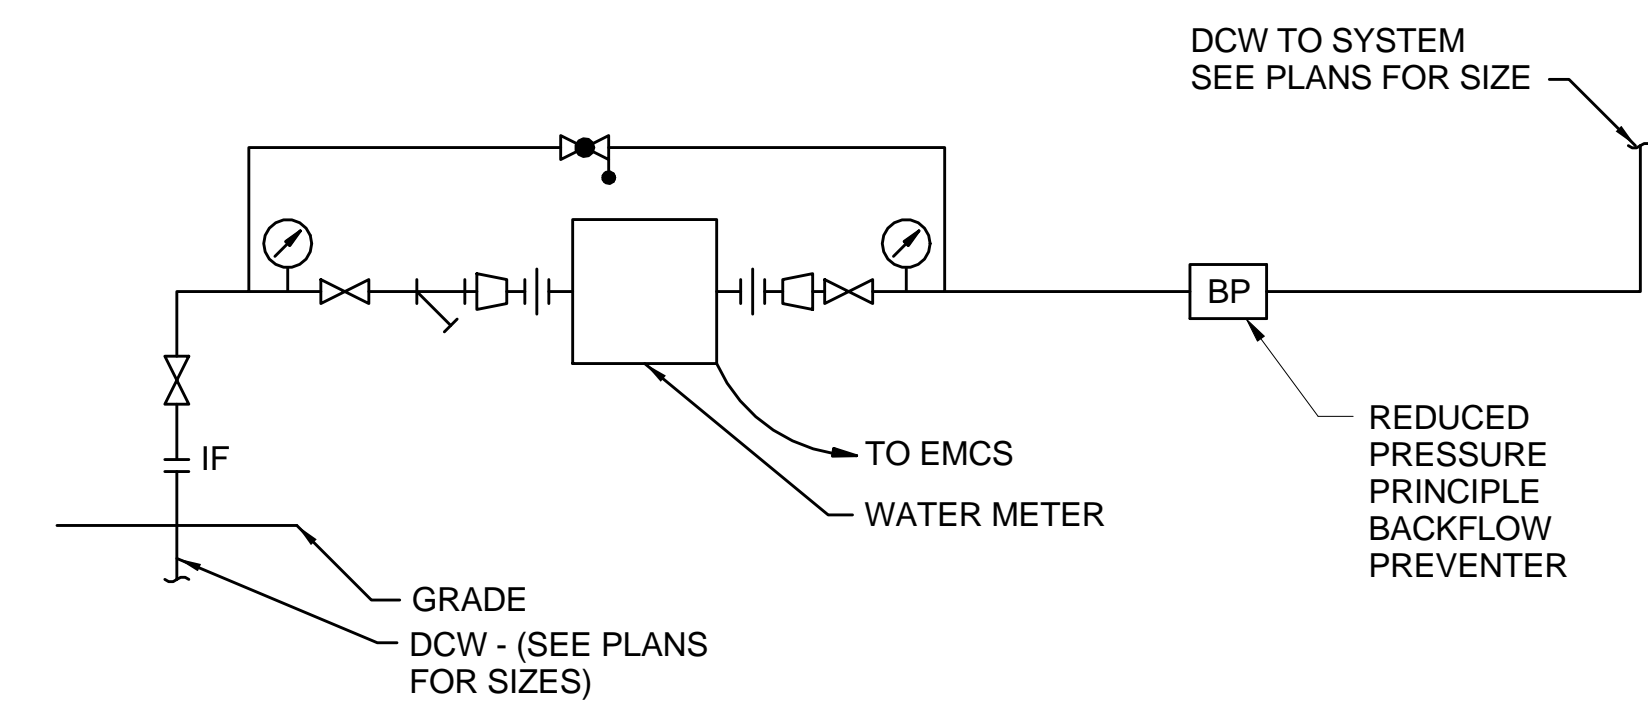 DCW TO SYSTEM
SEE PLANS FOR SIZE
BP
REDUCED
PRESSURE
PRINCIPLE
BACKFLOW
PREVENTER
IF
TO EMCS
WATER METER
GRADE
DCW - (SEE PLANS
FOR SIZES)